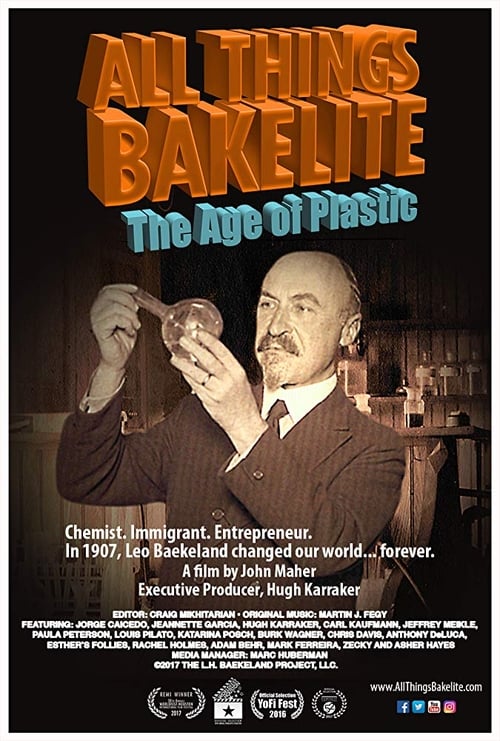 ALL THINGS
BAKELITE
The Age of Plastic
Chemist. Immigrant. Entrepreneur.
In 1907, Leo Baekeland changed our world... forever.
A film by John Maher
Executive Producer, Hugh Karraker
EDITOR: CRAIG MIKHITARIAN • ORIGINAL MUSIC: MARTIN J. FEGY
FEATURING: JORGE CAICEDO, JEANNETTE GARCIA, HUGH KARRAKER, CARL KAUFMANN, JEFFREY MEIKLE,
PAULA PETERSON, LOUIS PILATO, KATARINA POSCH, BURK WAGNER, CHRIS DAVIS, ANTHONY DeLUCA,
ESTHER'S FOLLIES, RACHEL HOLMES, ADAM BEHR, MARK FERREIRA, ZECKY AND ASHER HAYES
MEDIA MANAGER: MARC HUBERMAN
©2017 THE L.H. BAEKELAND PROJECT, LLC.
www.AllThingsBakelite.com
REMI WINNER
2017
Official Selection
YoFi Fest
2016